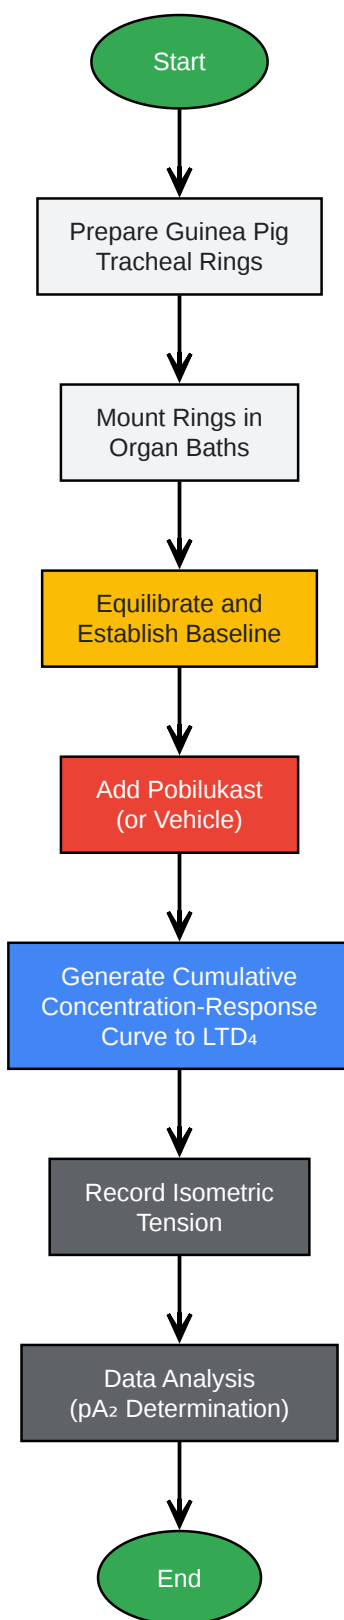 Start
Prepare Guinea Pig
Tracheal Rings
Mount Rings in
Organ Baths
Equilibrate and
Establish Baseline
Add Pobilukast
(or Vehicle)
Generate Cumulative
Concentration-Response
Curve to LTD₄
Record Isometric
Tension
Data Analysis
(pA₂ Determination)
End